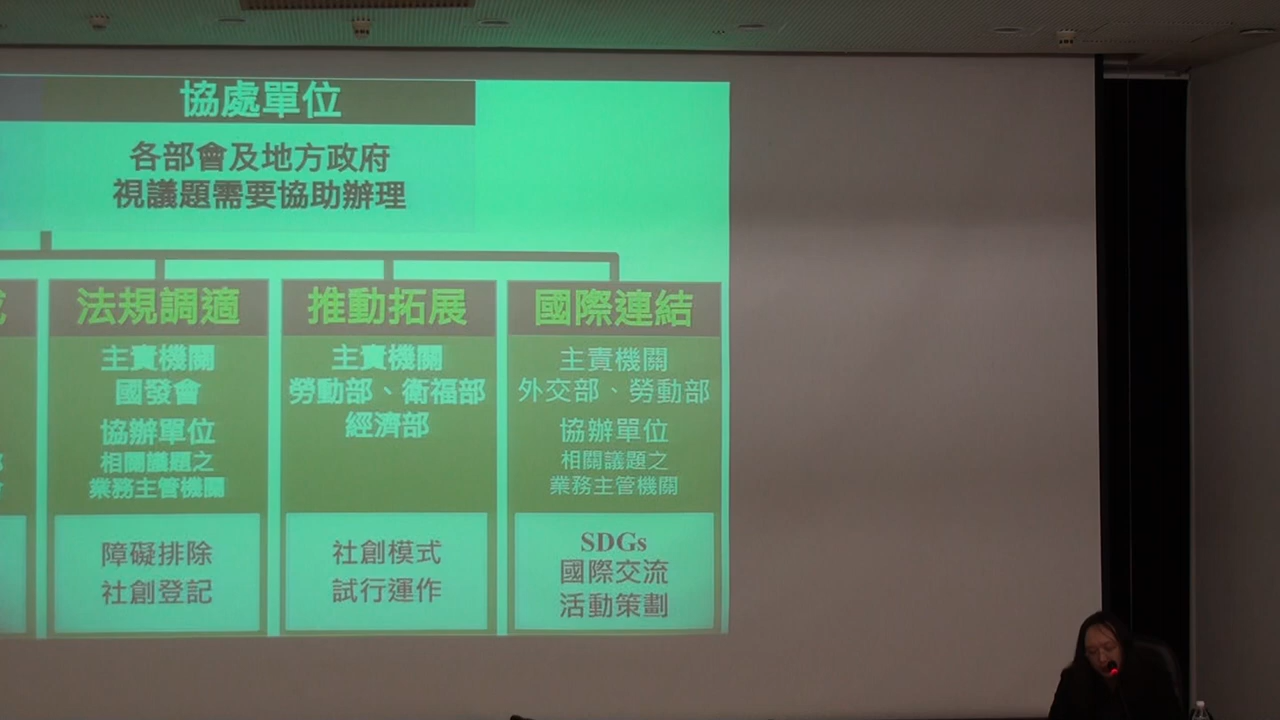 協處單位
各部會及地方政府
視議題需要協助辦理
法規調適
主責機關
國發會
協辦單位
相關議題之
業務主管機關
障礙排除
社創登記
推動拓展
主責機關
勞動部、衛福部
經濟部
社創模式
試行運作
國際連結
主責機關
外交部、勞動部
協辦單位
相關議題之
業務主管機關
SDGs
國際交流
活動策劃